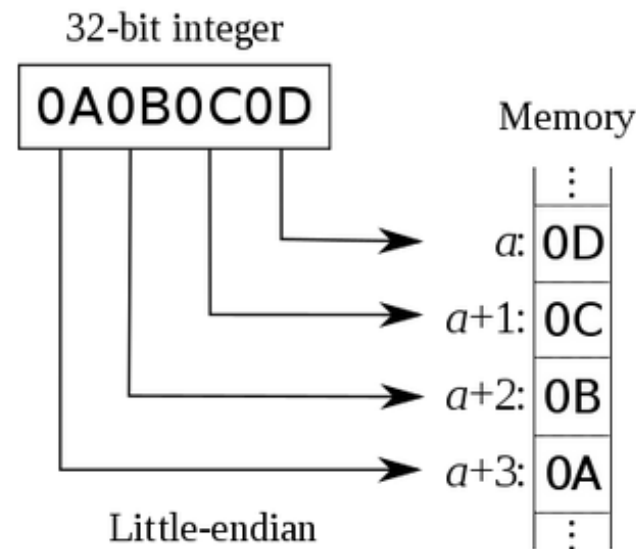 32-bit integer
0A0B0C0D
Memory
⋮
a: 0D
a+1: 0C
a+2: 0B
a+3: 0A
⋮
Little-endian